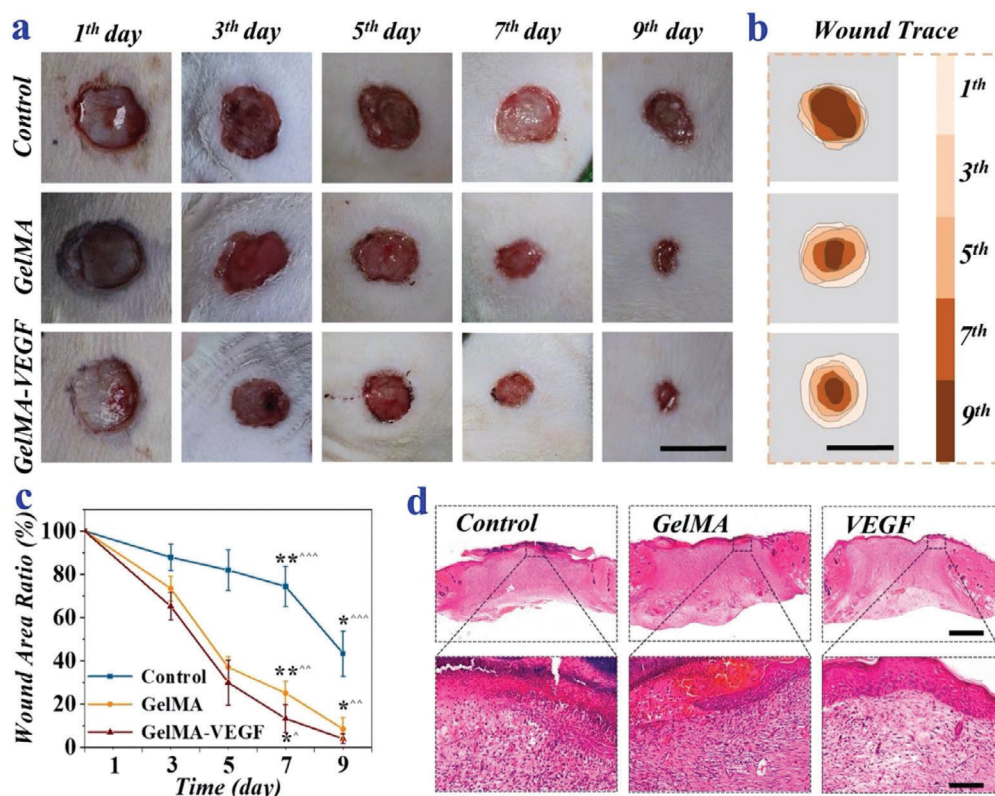 a
1th day 3th day 5th day 7th day 9th day
Control
GelMA
GelMA-VEGF
b
Wound Trace
1th
3th
5th
7th
9th
c
Wound Area Ratio (%)
100
80
60
40
20
0
**^^^
*^^^
**^^
*^^
*^
Control
GelMA
GelMA-VEGF
1 3 5 7 9
Time (day)
d
Control GelMA VEGF